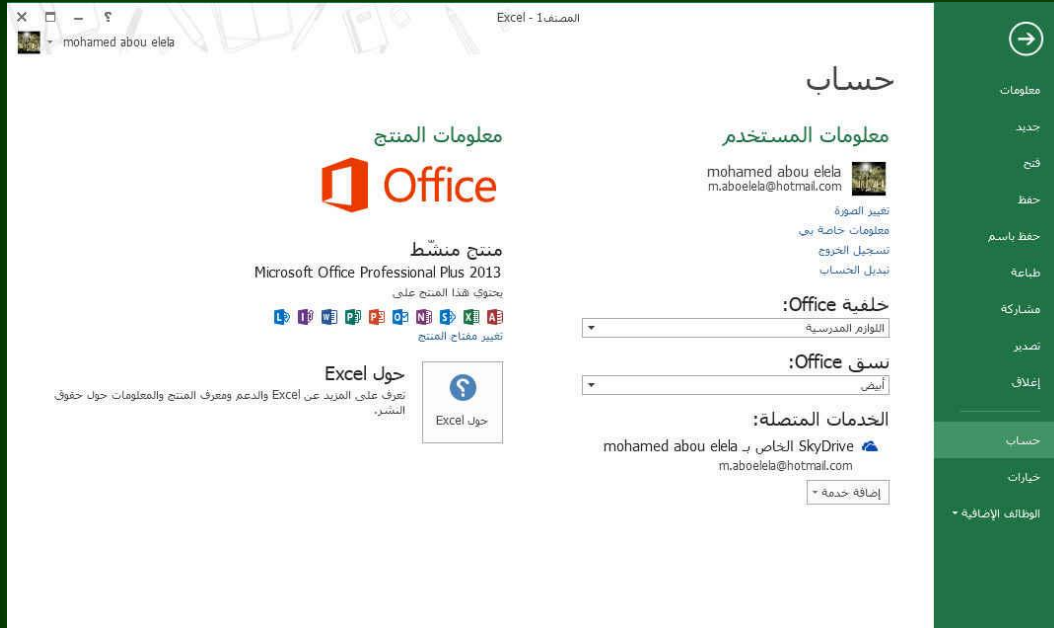 المصنف1 - Excel
?
mohamed abou elela
معلومات
جديد
فتح
حفظ
حفظ باسم
طباعة
مشاركة
تصدير
إغلاق
حساب
خيارات
الوظائف الإضافية
حساب
معلومات المستخدم
mohamed abou elela
m.aboelela@hotmail.com
تغيير الصورة
معلومات خاصة بي
تسجيل الخروج
تبديل الحساب
خلفية Office:
اللوازم المدرسية
نسق Office:
أبيض
الخدمات المتصلة:
SkyDrive الخاص بـ mohamed abou elela
m.aboelela@hotmail.com
إضافة خدمة
معلومات المنتج
Office
منتج منشّط
Microsoft Office Professional Plus 2013
يحتوي هذا المنتج على
تغيير مفتاح المنتج
حول Excel
حول Excel
تعرف على المزيد عن Excel والدعم ومعرف المنتج والمعلومات حول حقوق
النشر.